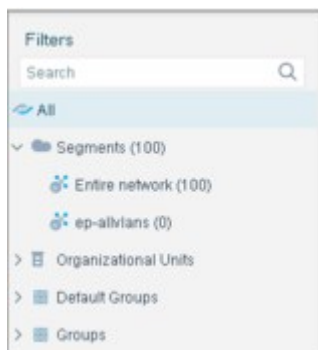 Filters
Search
All
Segments (100)
Entire network (100)
ep-allvlans (0)
Organizational Units
Default Groups
Groups